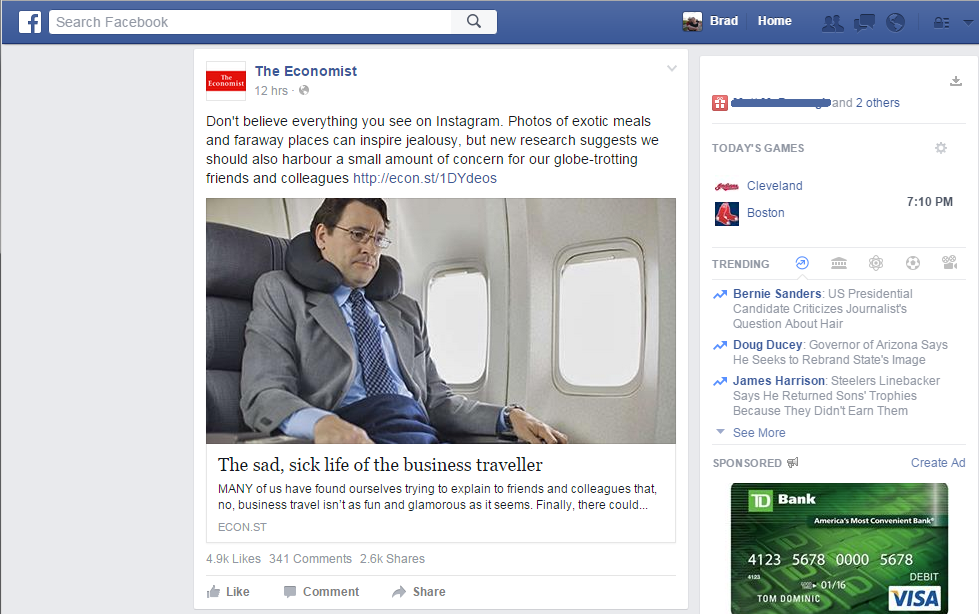 Search Facebook
Brad
Home
The Economist
The Economist
12 hrs ·
Don't believe everything you see on Instagram. Photos of exotic meals
and faraway places can inspire jealousy, but new research suggests we
should also harbour a small amount of concern for our globe-trotting
friends and colleagues http://econ.st/1DYdeos
The sad, sick life of the business traveller
MANY of us have found ourselves trying to explain to friends and colleagues that,
no, business travel isn't as fun and glamorous as it seems. Finally, there could...
ECON.ST
4.9k Likes 341 Comments 2.6k Shares
Like Comment Share
and 2 others
TODAY'S GAMES
Indians
Cleveland
7:10 PM
Boston
TRENDING
Bernie Sanders: US Presidential
Candidate Criticizes Journalist's
Question About Hair
Doug Ducey: Governor of Arizona Says
He Seeks to Rebrand State's Image
James Harrison: Steelers Linebacker
Says He Returned Sons' Trophies
Because They Didn't Earn Them
See More
SPONSORED Create Ad
TD Bank
America's Most Convenient Bank®
4123 5678 0000 5678
4123
01/16
DEBIT
TOM DOMINIC
VISA